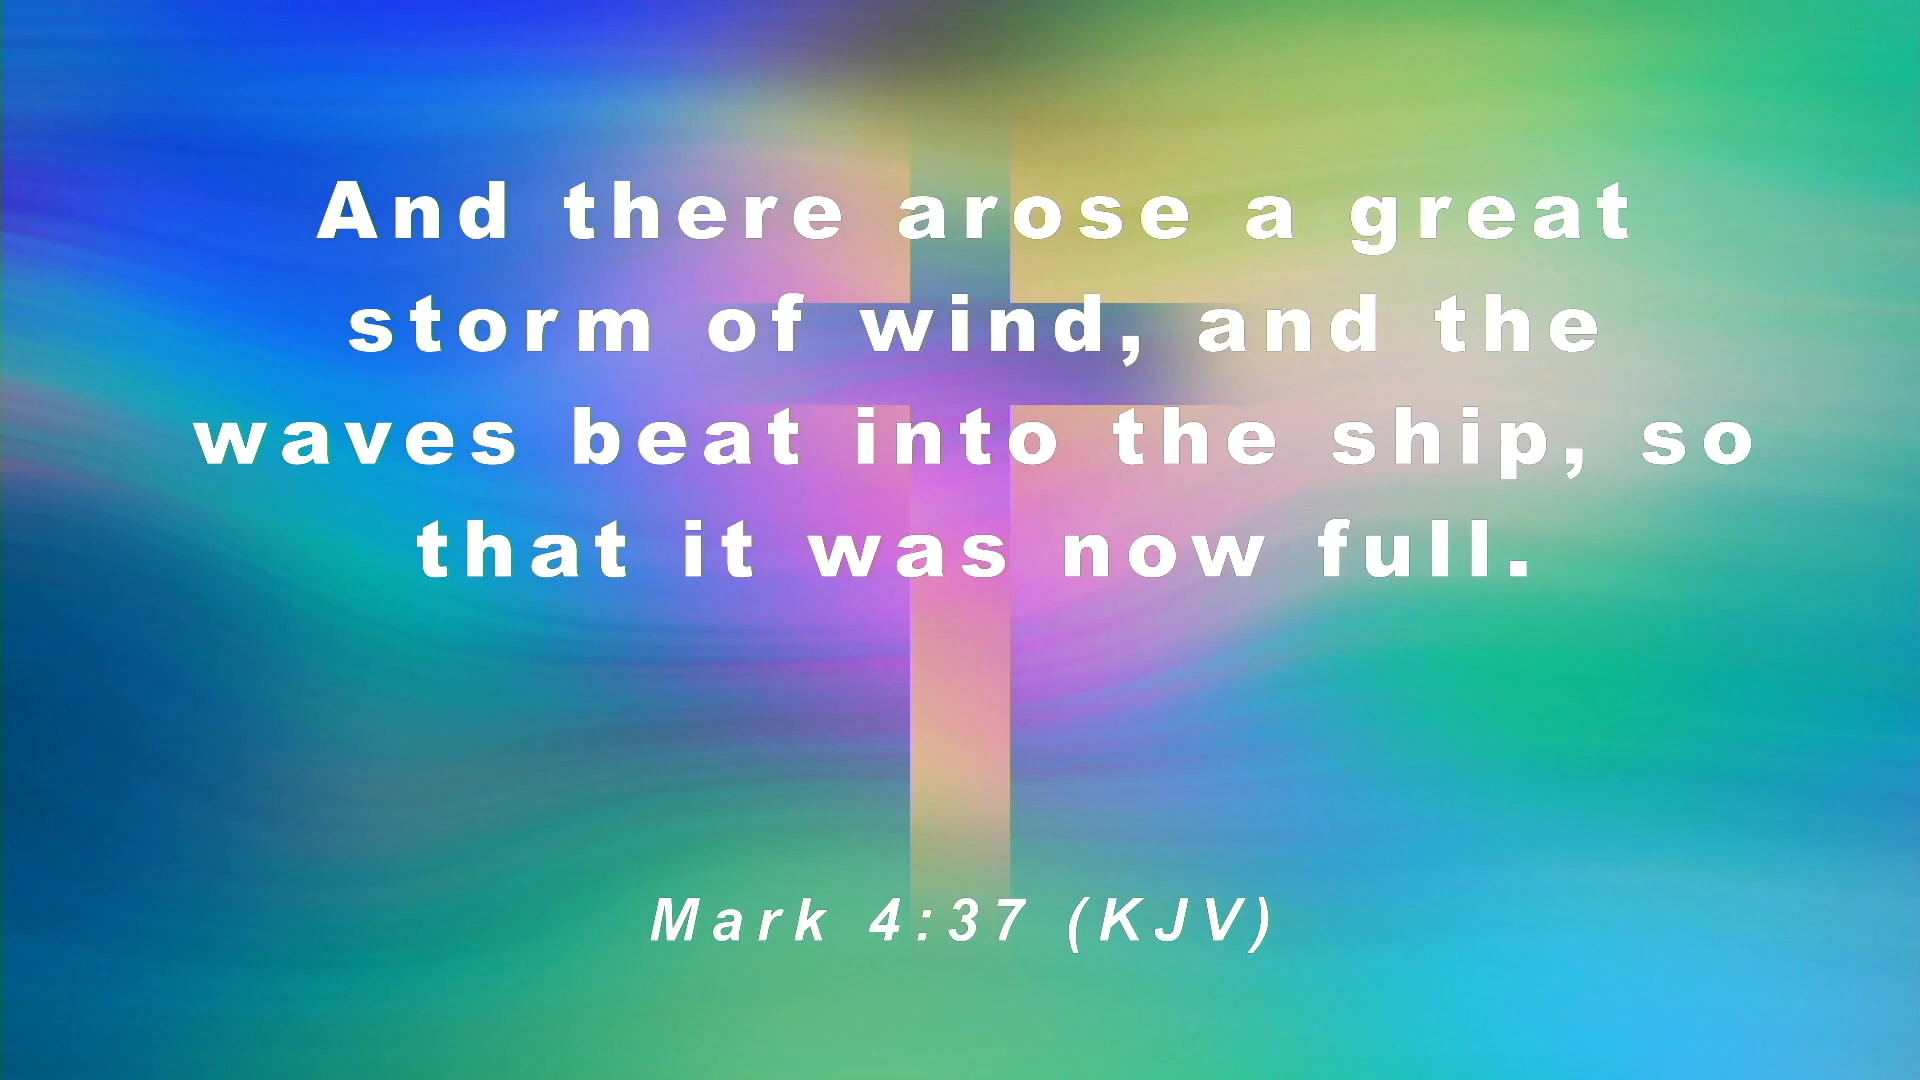 And there arose a great
storm of wind, and the
waves beat into the ship, so
that it was now full.
Mark 4:37 (KJV)